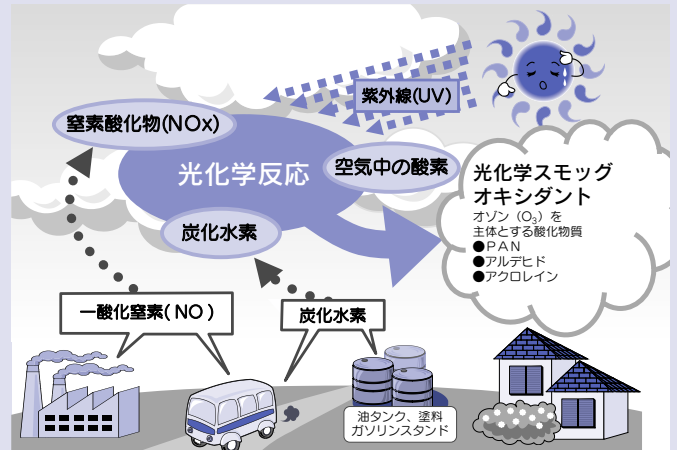 紫外線(UV)
窒素酸化物(NOx)
光化学反応
空気中の酸素
炭化水素
光化学スモッグ
オキシダント
オゾン（O₃）を
主体とする酸化物質
●ＰＡＮ
●アルデヒド
●アクロレイン
一酸化窒素( NO )
炭化水素
油タンク、塗料
ガソリンスタンド